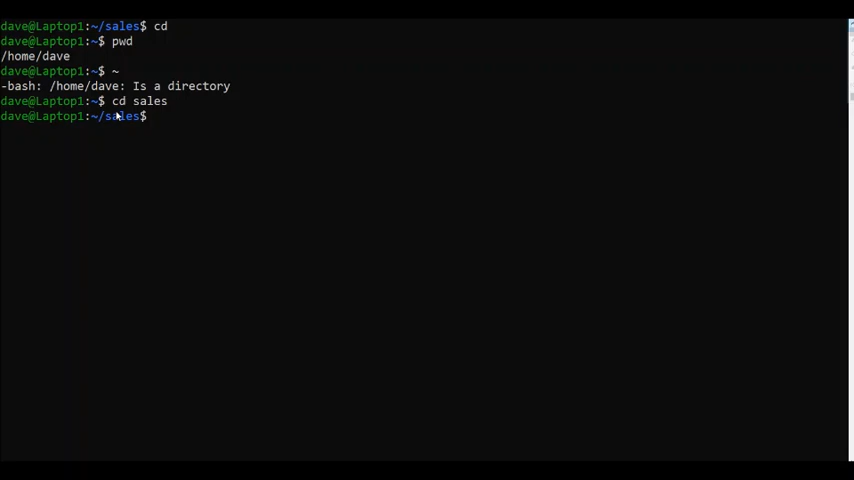 dave@Laptop1:~/sales$ cd
dave@Laptop1:~$ pwd
/home/dave
dave@Laptop1:~$ ~
-bash: /home/dave: Is a directory
dave@Laptop1:~$ cd sales
dave@Laptop1:~/sales$